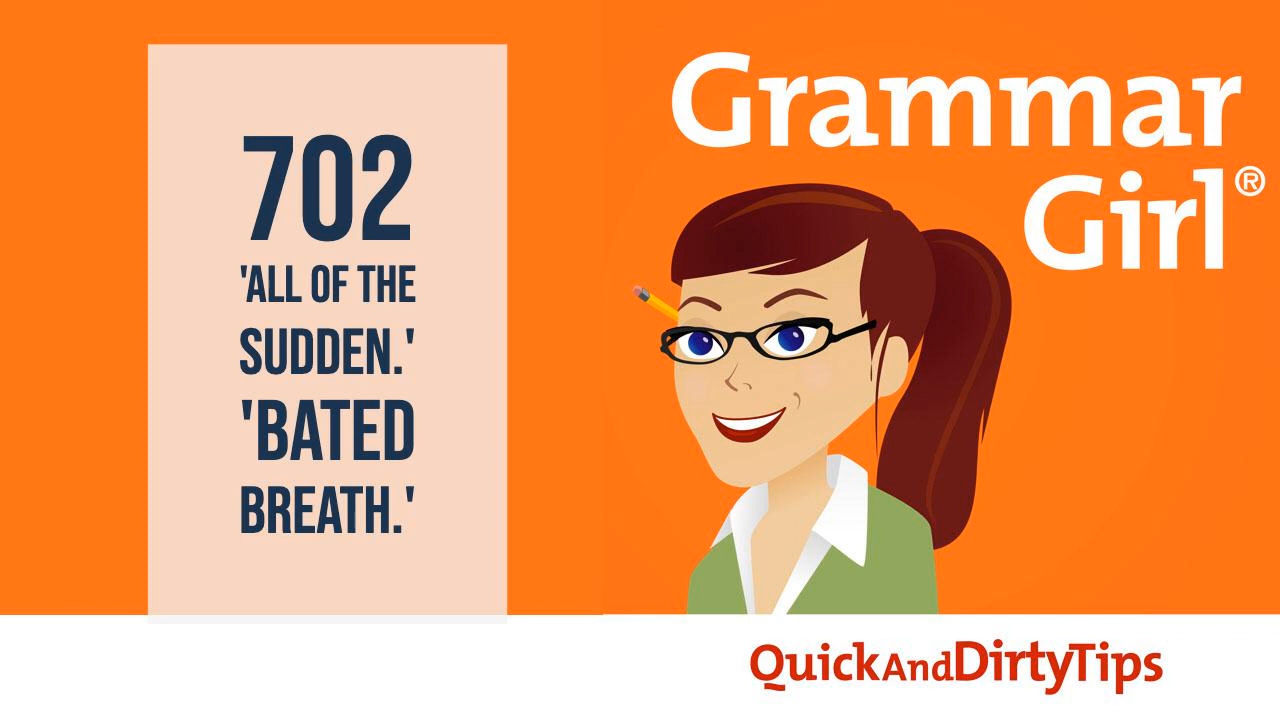 702
'ALL OF THE
SUDDEN.'
'BATED
BREATH.'
Grammar
Girl®
QuickAndDirtyTips